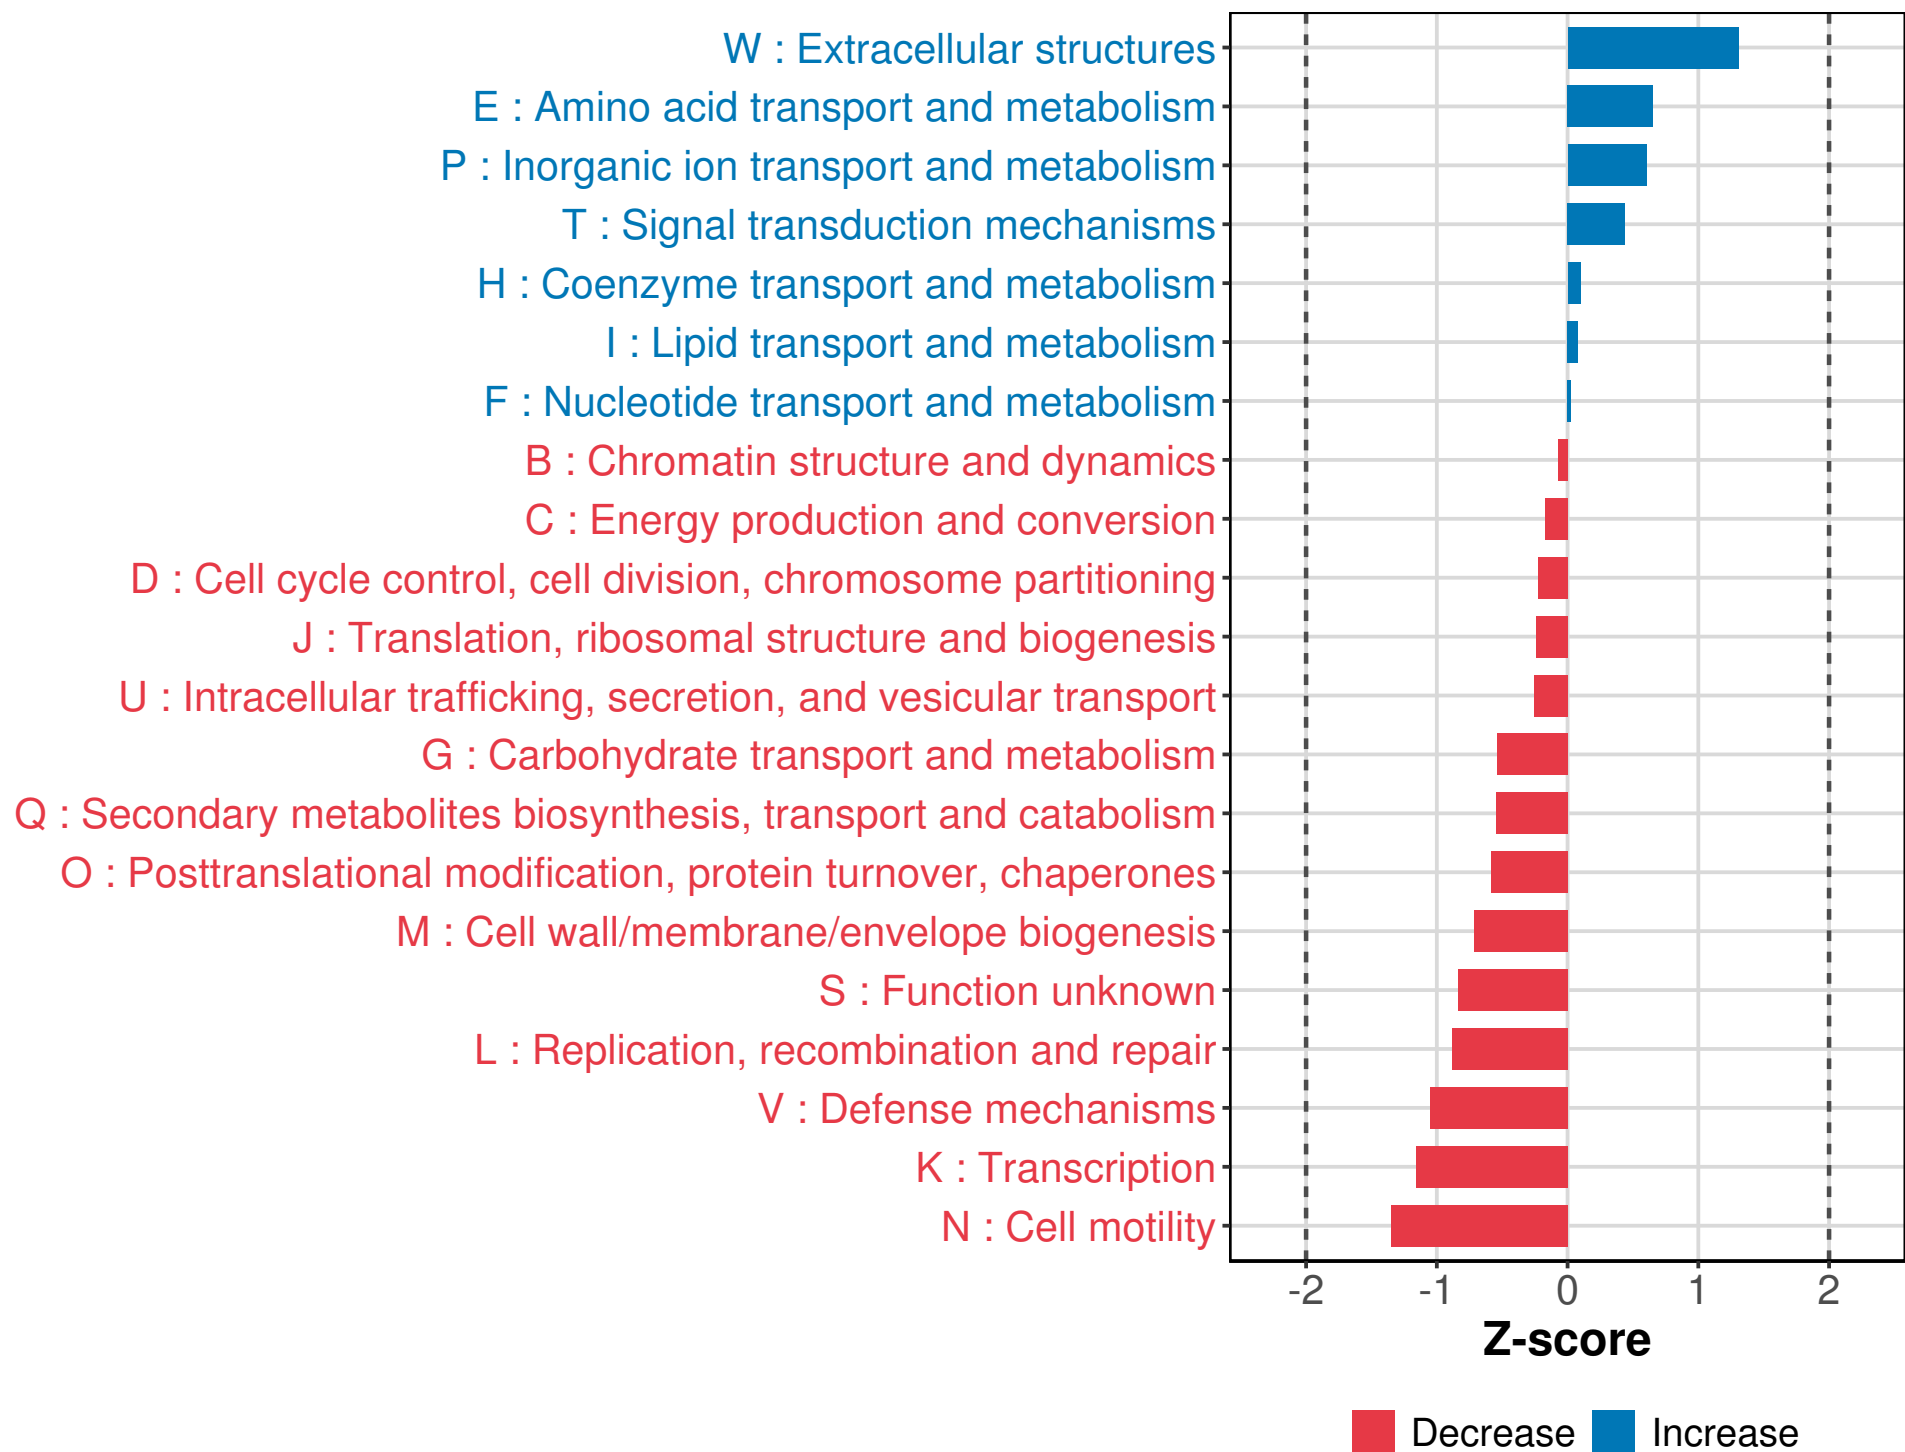 W : Extracellular structures
E : Amino acid transport and metabolism
P : Inorganic ion transport and metabolism
T : Signal transduction mechanisms
H : Coenzyme transport and metabolism
I : Lipid transport and metabolism
F : Nucleotide transport and metabolism
B : Chromatin structure and dynamics
C : Energy production and conversion
D : Cell cycle control, cell division, chromosome partitioning
J : Translation, ribosomal structure and biogenesis
U : Intracellular trafficking, secretion, and vesicular transport
G : Carbohydrate transport and metabolism
Q : Secondary metabolites biosynthesis, transport and catabolism
O : Posttranslational modification, protein turnover, chaperones
M : Cell wall/membrane/envelope biogenesis
S : Function unknown
L : Replication, recombination and repair
V : Defense mechanisms
K : Transcription
N : Cell motility
-2 -1 0 1 2
Z-score
Decrease Increase